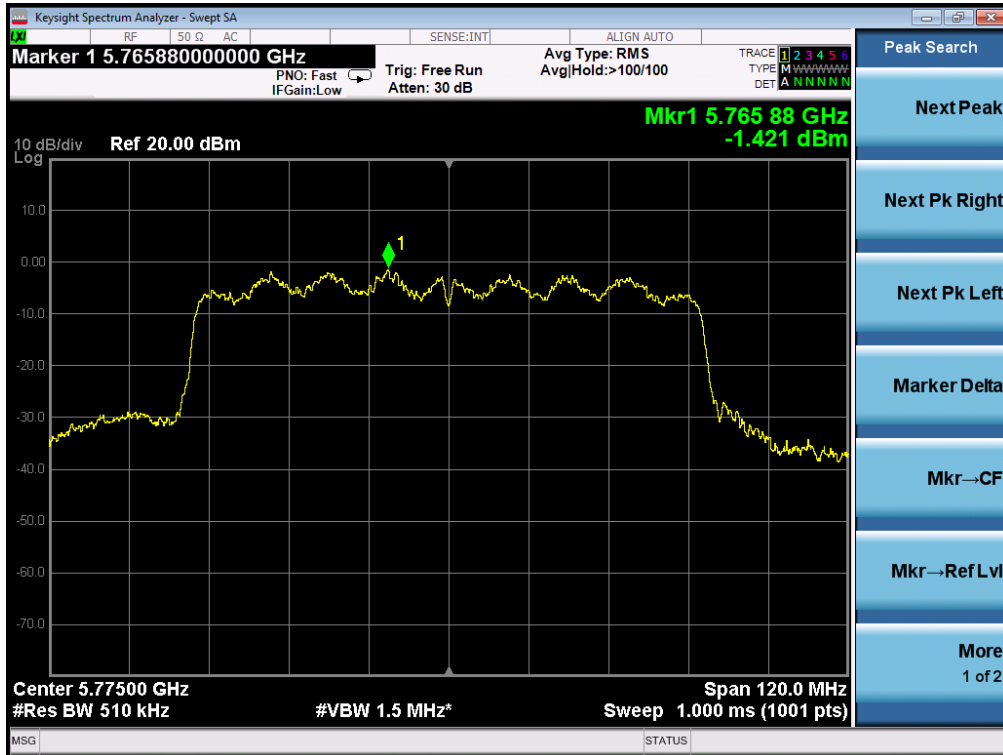 Keysight Spectrum Analyzer - Swept SA
LXI RF 50 Ω AC SENSE:INT ALIGN AUTO
Marker 1 5.765880000000 GHz
PNO: Fast
IFGain:Low
Trig: Free Run
Atten: 30 dB
Avg Type: RMS
Avg|Hold:>100/100
TRACE 1 2 3 4 5 6
TYPE M WWWWW
DET A N N N N N
Mkr1 5.765 88 GHz
-1.421 dBm
10 dB/div Ref 20.00 dBm
Log
10.0
0.00
-10.0
-20.0
-30.0
-40.0
-50.0
-60.0
-70.0
1
Center 5.77500 GHz Span 120.0 MHz
#Res BW 510 kHz #VBW 1.5 MHz* Sweep 1.000 ms (1001 pts)
MSG STATUS
Peak Search
Next Peak
Next Pk Right
Next Pk Left
Marker Delta
Mkr→CF
Mkr→Ref Lvl
More
1 of 2